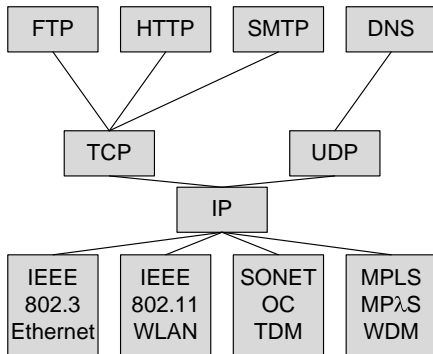 FTP
HTTP
SMTP
DNS
TCP
UDP
IP
IEEE
802.3
Ethernet
IEEE
802.11
WLAN
SONET
OC
TDM
MPLS
MPλS
WDM